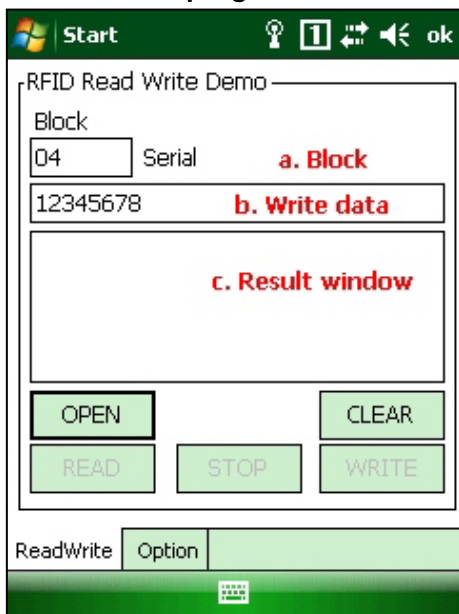 Start 1 ok
RFID Read Write Demo
Block
04 Serial a. Block
12345678 b. Write data
c. Result window
OPEN CLEAR
READ STOP WRITE
ReadWrite Option